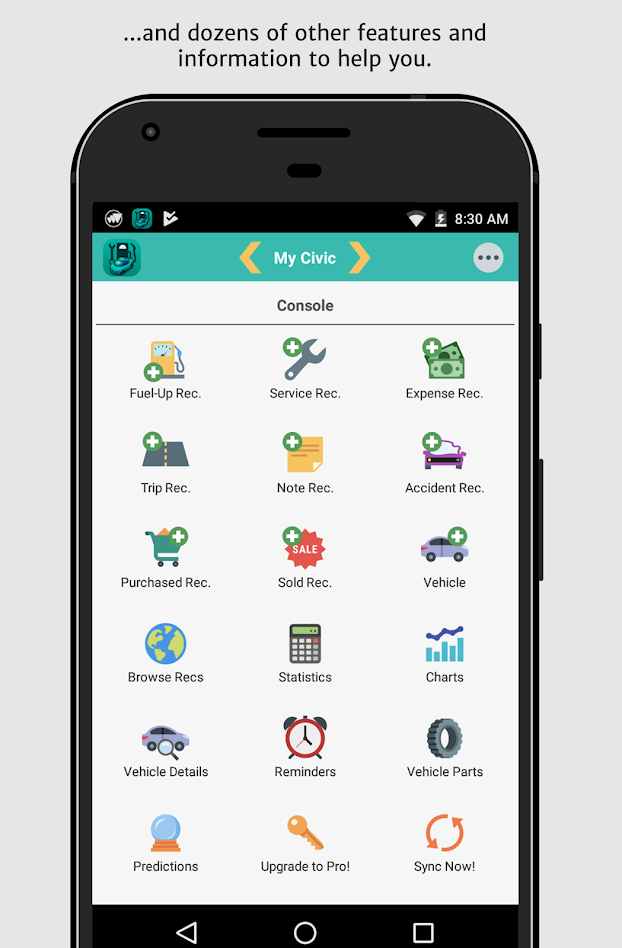 ...and dozens of other features and
information to help you.
8:30 AM
My Civic
Console
Fuel-Up Rec.
Service Rec.
Expense Rec.
Trip Rec.
Note Rec.
Accident Rec.
SALE
Purchased Rec.
Sold Rec.
Vehicle
Browse Recs
Statistics
Charts
Vehicle Details
Reminders
Vehicle Parts
Predictions
Upgrade to Pro!
Sync Now!